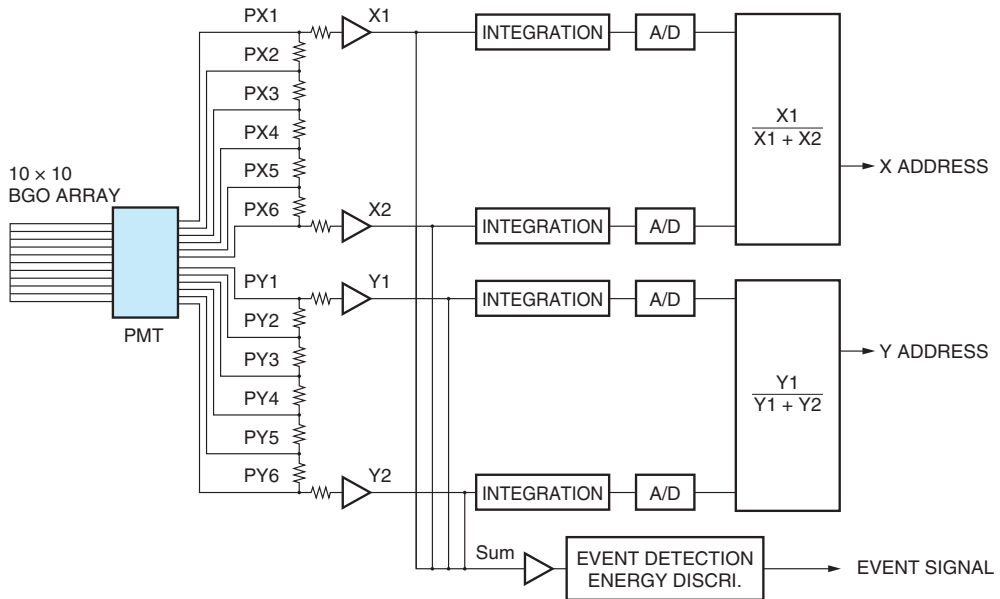 PX1
X1
INTEGRATION
A/D
PX2
PX3
X1
X1 + X2
PX4
X ADDRESS
10 × 10
BGO ARRAY
PX5
PX6
X2
INTEGRATION
A/D
PY1
Y1
INTEGRATION
A/D
PMT
PY2
PY3
Y ADDRESS
PY4
Y1
Y1 + Y2
PY5
PY6
Y2
INTEGRATION
A/D
Sum
EVENT DETECTION
ENERGY DISCRI.
EVENT SIGNAL